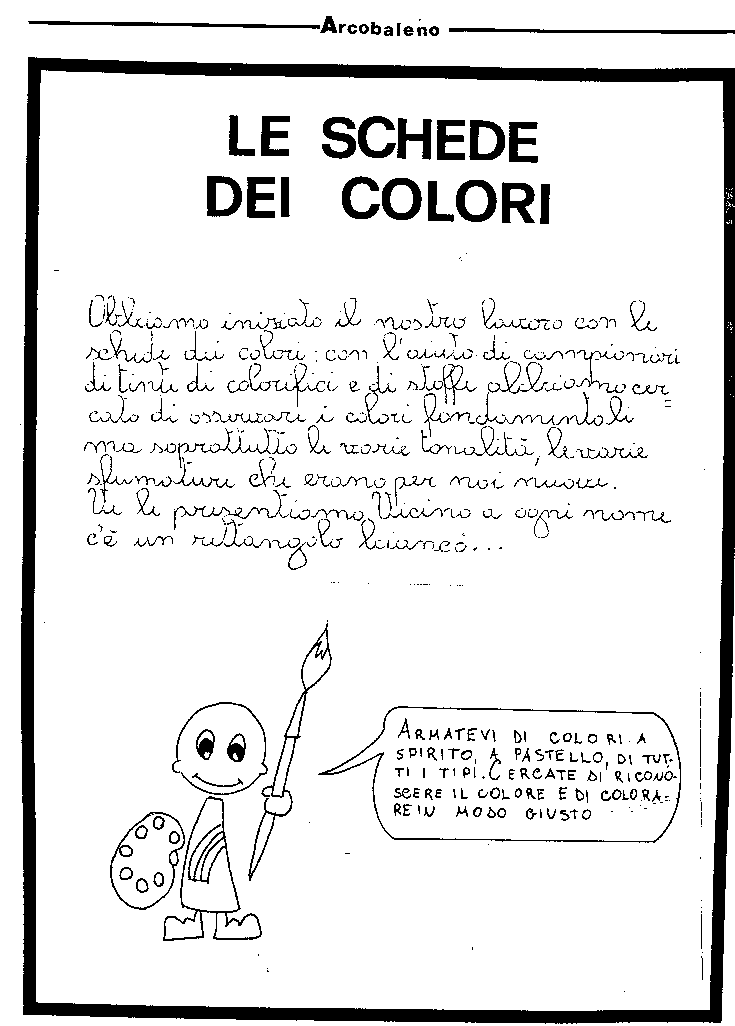 Arcobaleno
LE SCHEDE
DEI COLORI
Abbiamo iniziato il nostro lavoro con le
schede dei colori: con l'aiuto di campionari
di tinte di colorifici e di stoffe abbiamo cer
cato di osservare i colori fondamentali
ma soprattutto le varie tonalità, le varie
sfumature che erano per noi nuove.
Ve le presentiamo. Vicino a ogni nome
c'è un rettangolo bianco...
ARMATEVI DI COLORI A
SPIRITO, A PASTELLO, DI TUT-
TI I TIPI. CERCATE DI RICONO-
SCERE IL COLORE E DI COLORA-
RE IN MODO GIUSTO